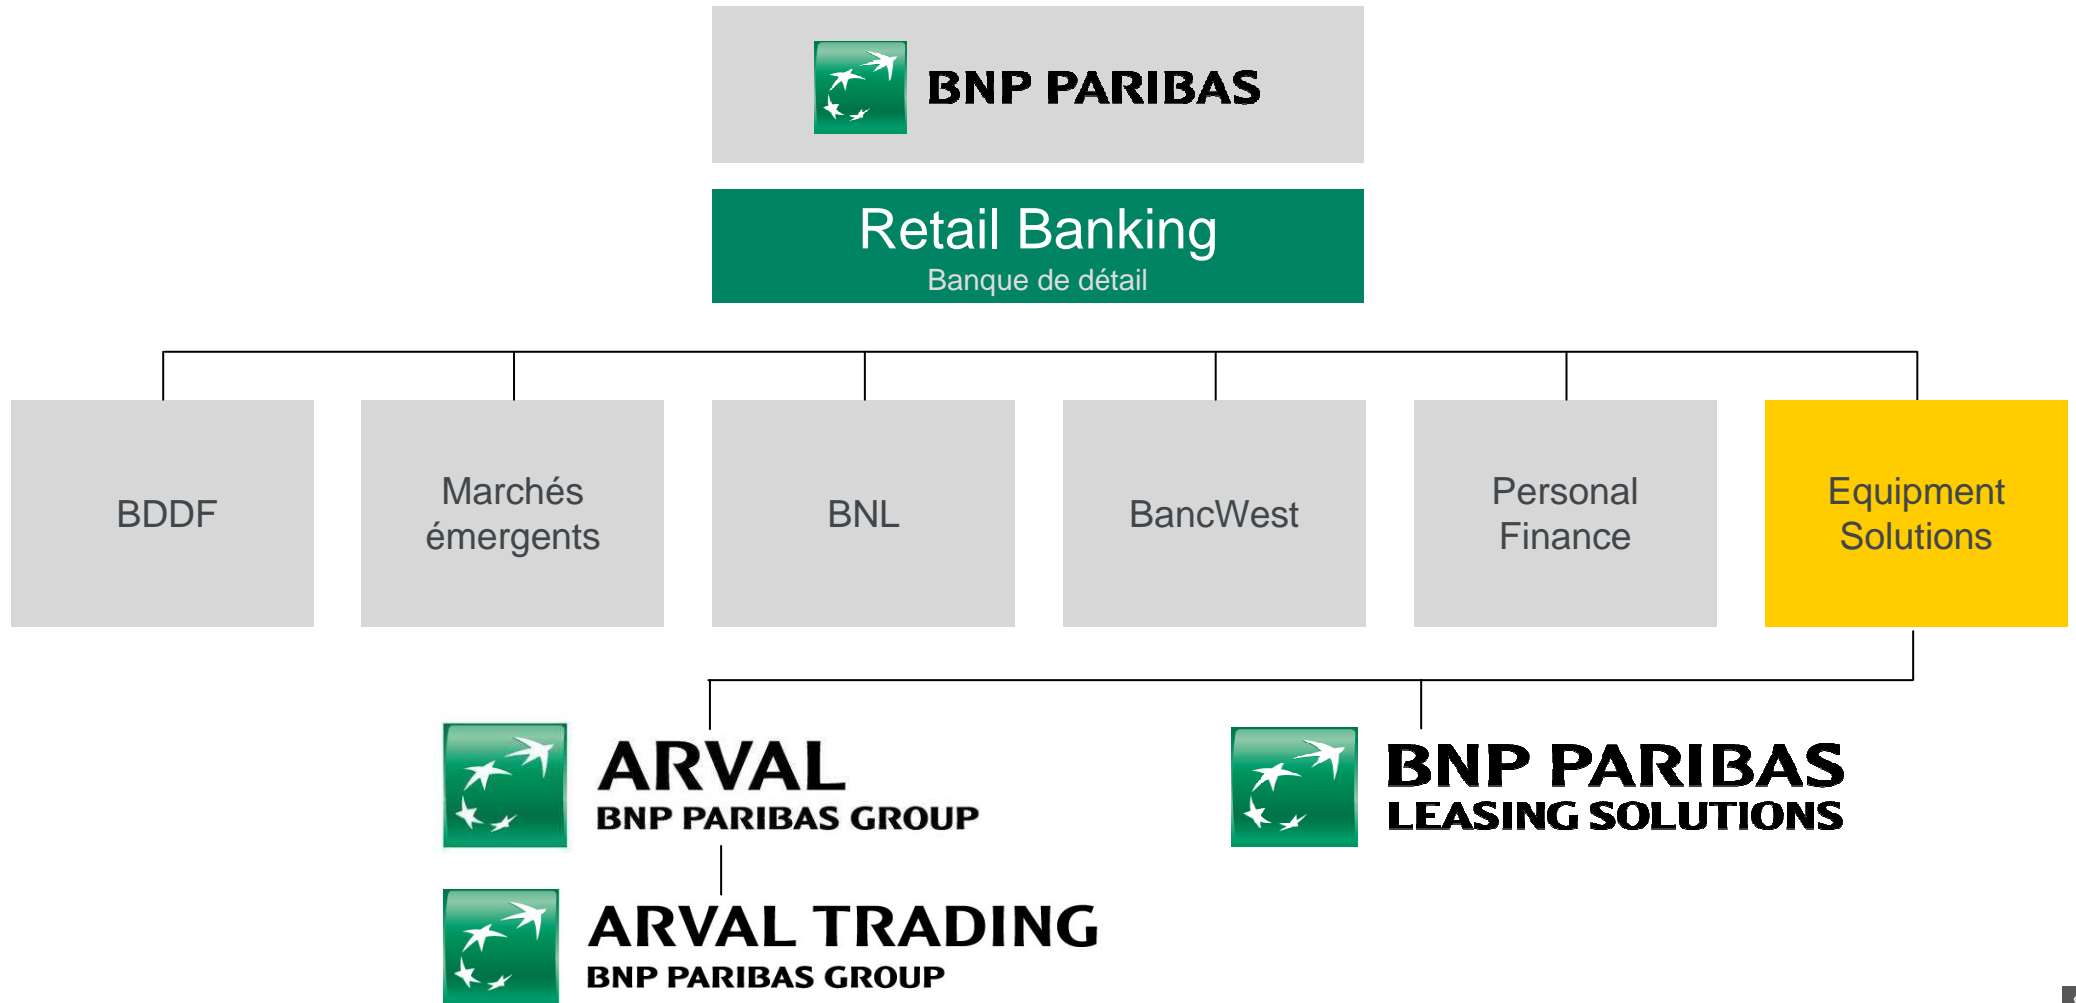 BNP PARIBAS
Retail Banking
Banque de détail
BDDF
Marchés
émergents
BNL
BancWest
Personal
Finance
Equipment
Solutions
ARVAL
BNP PARIBAS GROUP
BNP PARIBAS
LEASING SOLUTIONS
ARVAL TRADING
BNP PARIBAS GROUP